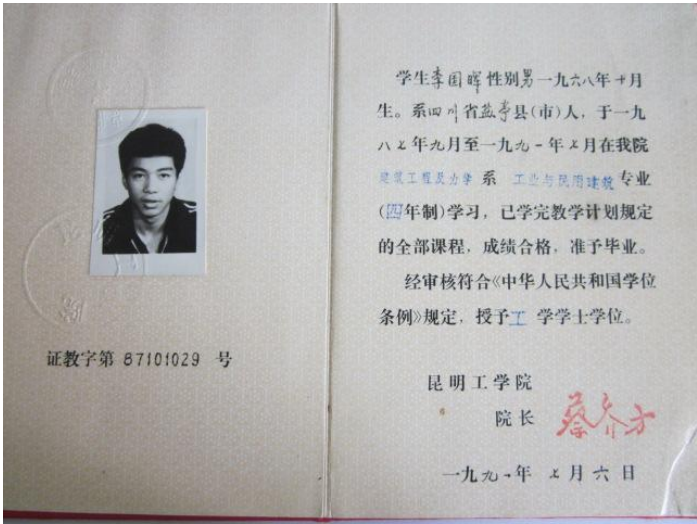 证教字第 87101029 号
学生李国晖性别男一九六八年十月
生。系四川省盐亭县(市)人，于一九
八七年九月至一九九一年七月在我院
建筑工程及力学 系 工业与民用建筑 专业
(四年制)学习，已学完教学计划规定
的全部课程，成绩合格，准予毕业。
经审核符合《中华人民共和国学位
条例》规定，授予工 学学士学位。
昆明工学院
院长 蔡乔方
一九九一年 七月六日